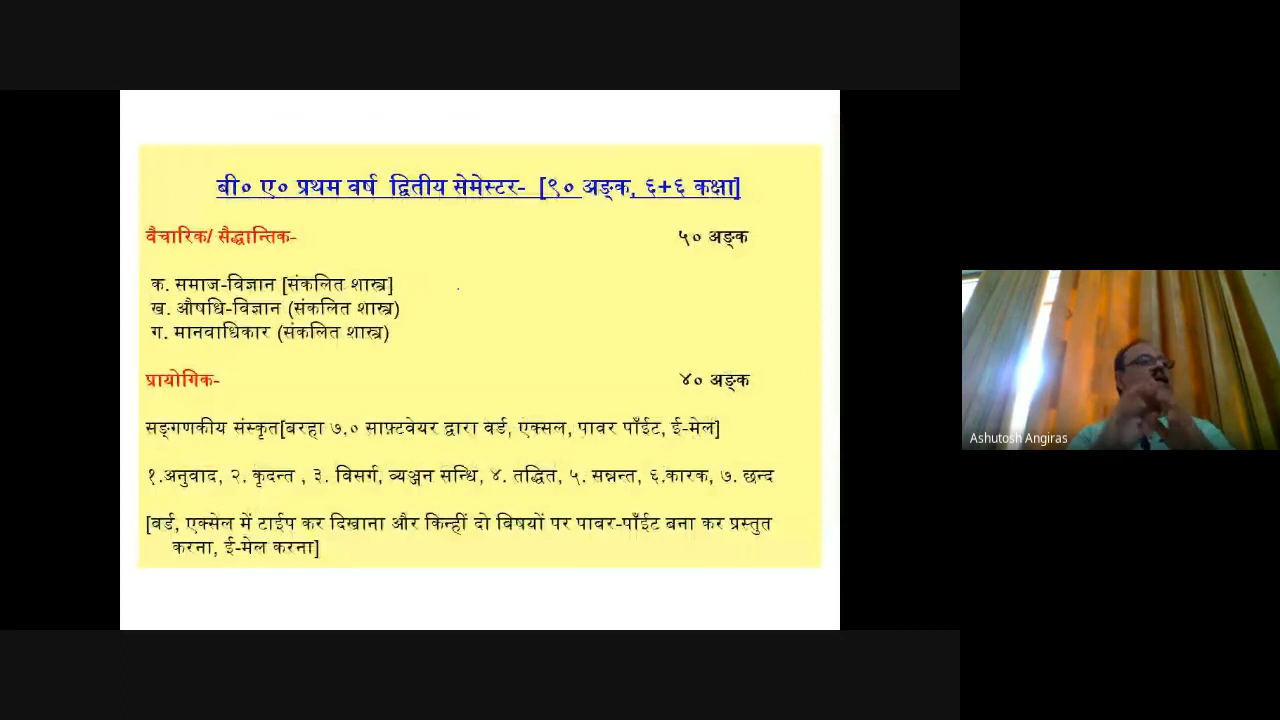 बी० ए० प्रथम वर्ष द्वितीय सेमेस्टर- [९० अङ्क, ६+६ कक्षा]
वैचारिक/ सैद्धान्तिक- ५० अङ्क
क. समाज-विज्ञान [संकलित शास्त्र]
ख. औषधि-विज्ञान (संकलित शास्त्र)
ग. मानवाधिकार (संकलित शास्त्र)
प्रायोगिक- ४० अङ्क
सङ्गणकीय संस्कृत[बरहा ७.० साफ़्टवेयर द्वारा वर्ड, एक्सल, पावर पाँईट, ई-मेल]
१.अनुवाद, २. कृदन्त , ३. विसर्ग, व्यञ्जन सन्धि, ४. तद्धित, ५. सन्नन्त, ६.कारक, ७. छन्द
[वर्ड, एक्सेल में टाईप कर दिखाना और किन्हीं दो विषयों पर पावर-पाँईट बना कर प्रस्तुत
करना, ई-मेल करना]
Ashutosh Angiras